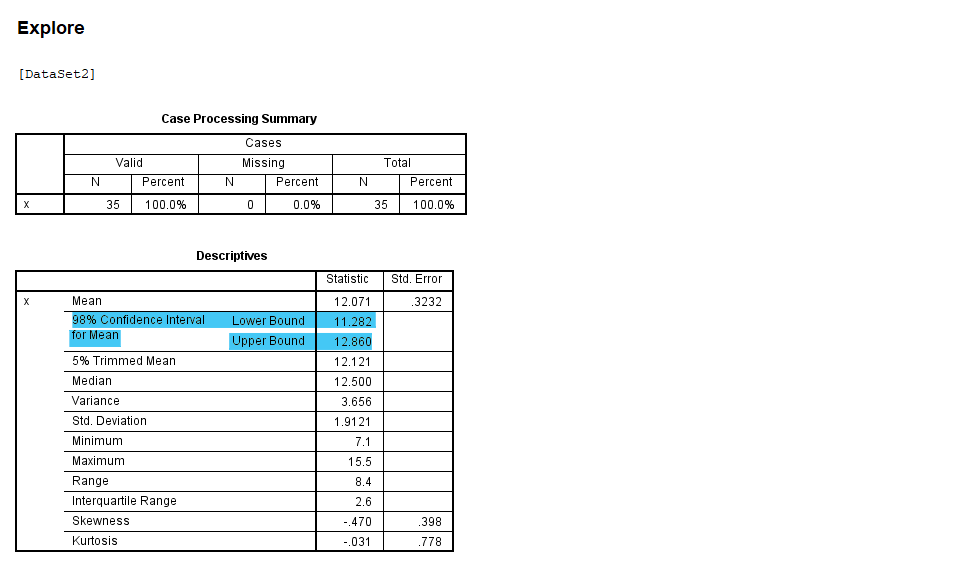 Explore
[DataSet2]
Case Processing Summary
Cases
Valid Missing Total
N Percent N Percent N Percent
x 35 100.0% 0 0.0% 35 100.0%
Descriptives
Statistic Std. Error
x Mean 12.071 .3232
98% Confidence Interval Lower Bound 11.282
for Mean Upper Bound 12.860
5% Trimmed Mean 12.121
Median 12.500
Variance 3.656
Std. Deviation 1.9121
Minimum 7.1
Maximum 15.5
Range 8.4
Interquartile Range 2.6
Skewness -.470 .398
Kurtosis -.031 .778